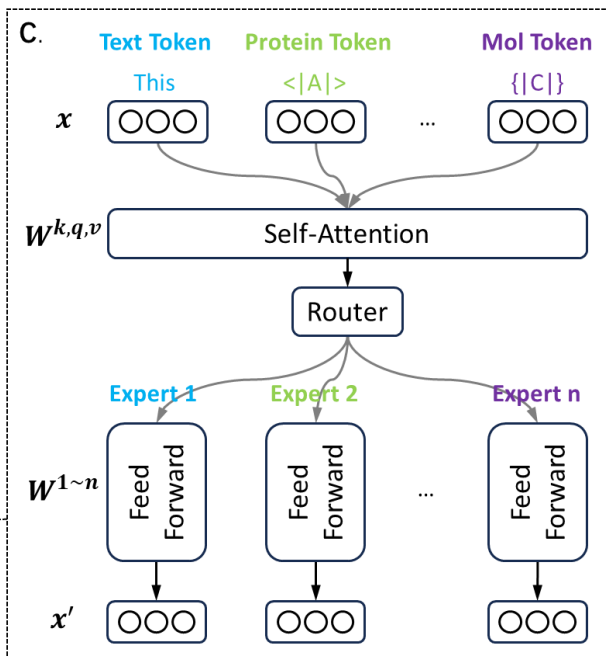 C.
Text Token Protein Token Mol Token
This <|A|> {|C|}
x ...
W^{k,q,v} Self-Attention
Router
Expert 1 Expert 2 Expert n
W^{1~n} Feed Forward Feed Forward ... Feed Forward
x'